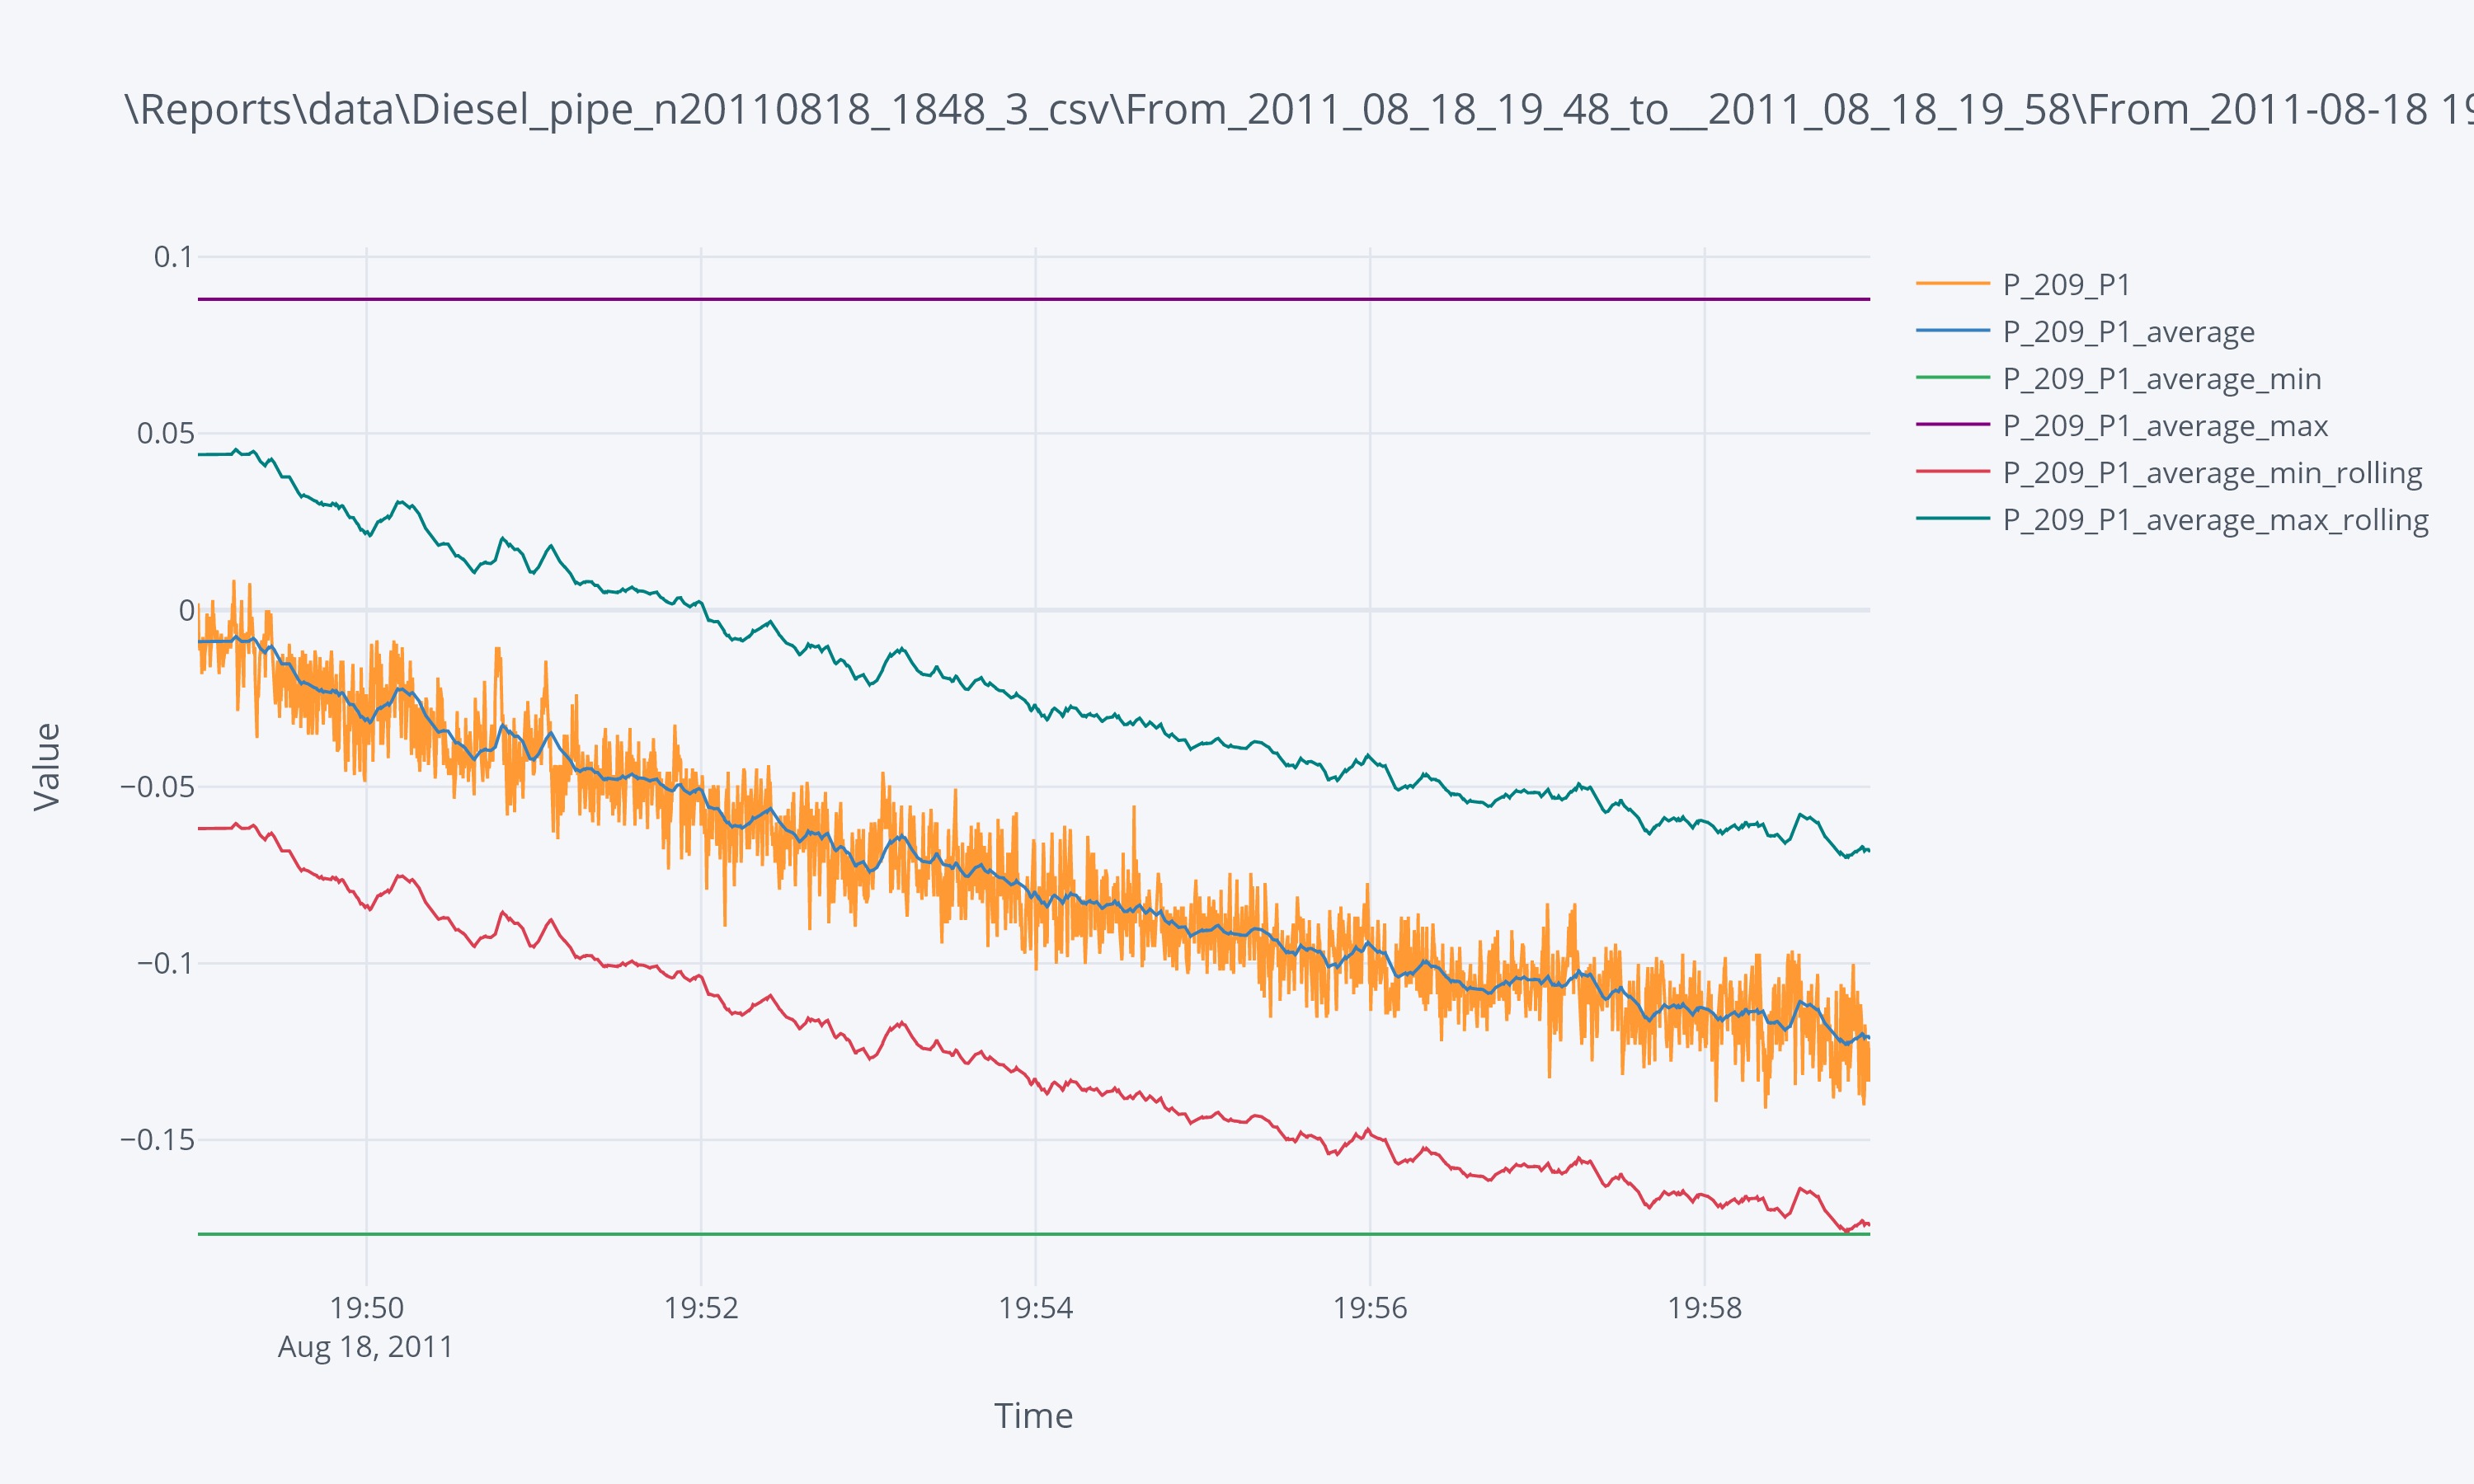 \Reports\data\Diesel_pipe_n20110818_1848_3_csv\From_2011_08_18_19_48_to__2011_08_18_19_58\From_2011-08-18 19
0.1
0.05
0
−0.05
−0.1
−0.15
Value
19:50
Aug 18, 2011
19:52
19:54
19:56
19:58
Time
P_209_P1
P_209_P1_average
P_209_P1_average_min
P_209_P1_average_max
P_209_P1_average_min_rolling
P_209_P1_average_max_rolling